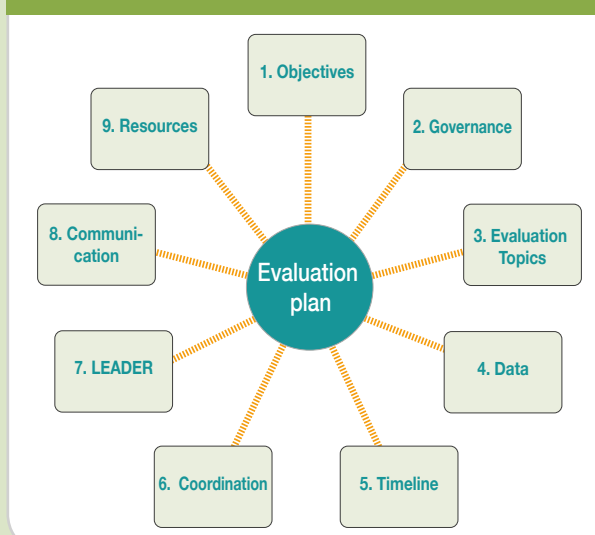 1. Objectives
2. Governance
3. Evaluation
Topics
4. Data
5. Timeline
6. Coordination
7. LEADER
8. Communi-
cation
9. Resources
Evaluation
plan